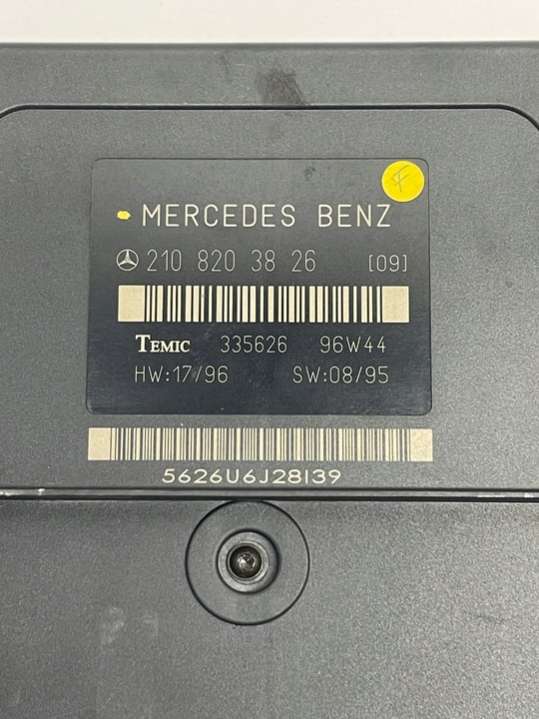 MERCEDES BENZ
210 820 38 26 [09]
TEMIC 335626 96W44
HW:17/96 SW:08/95
5626U6J28I39